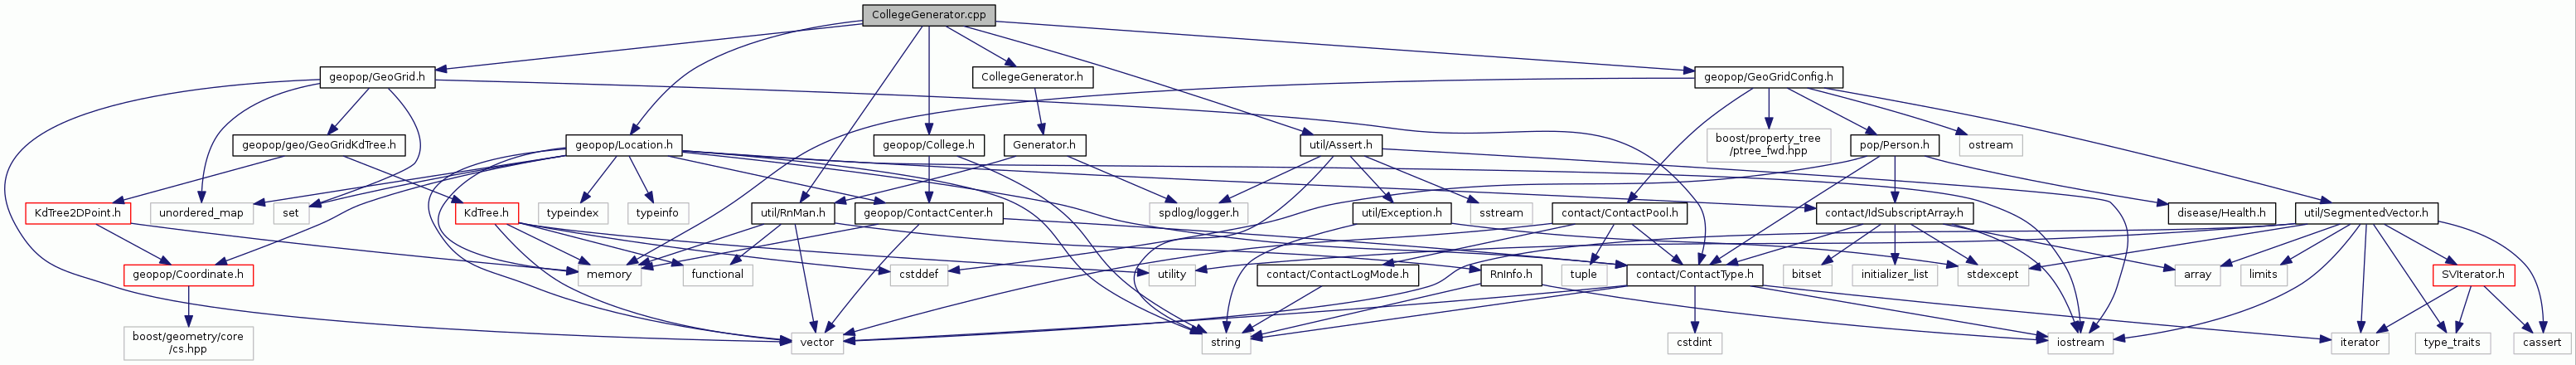 CollegeGenerator.cpp
geopop/GeoGrid.h
CollegeGenerator.h
geopop/GeoGridConfig.h
geopop/geo/GeoGridKdTree.h
geopop/Location.h
geopop/College.h
Generator.h
util/Assert.h
boost/property_tree
/ptree_fwd.hpp
pop/Person.h
ostream
KdTree2DPoint.h
unordered_map
set
KdTree.h
typeindex
typeinfo
util/RnMan.h
geopop/ContactCenter.h
spdlog/logger.h
util/Exception.h
sstream
contact/ContactPool.h
contact/IdSubscriptArray.h
disease/Health.h
util/SegmentedVector.h
geopop/Coordinate.h
memory
functional
cstddef
utility
contact/ContactLogMode.h
RnInfo.h
tuple
contact/ContactType.h
bitset
initializer_list
stdexcept
array
limits
SVIterator.h
boost/geometry/core
/cs.hpp
vector
string
cstdint
iostream
iterator
type_traits
cassert